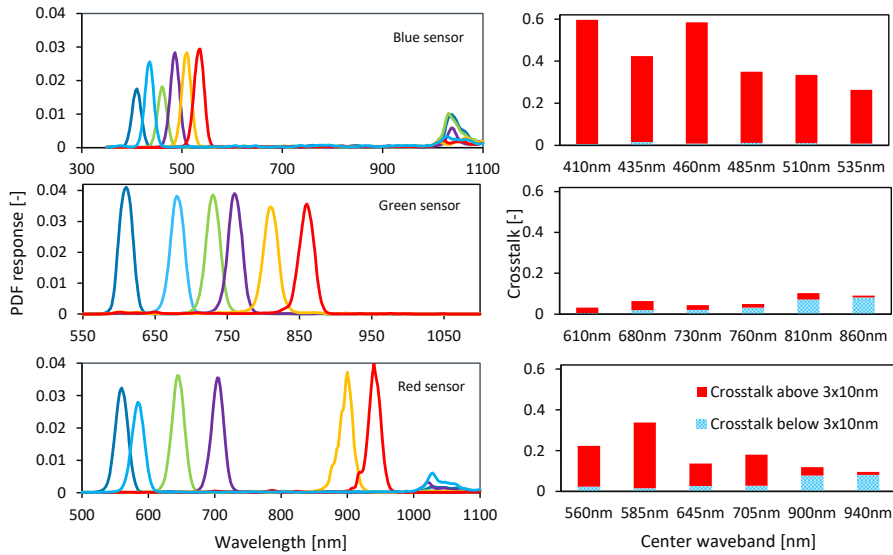 PDF response [-]
0.04
0.03
0.02
0.01
0
Blue sensor
300 500 700 900 1100
0.04
0.03
0.02
0.01
0
Green sensor
550 650 750 850 950 1050
0.04
0.03
0.02
0.01
0
Red sensor
500 600 700 800 900 1000 1100
Wavelength [nm]
Crosstalk [-]
0.6
0.4
0.2
0
410nm 435nm 460nm 485nm 510nm 535nm
0.6
0.4
0.2
0
610nm 680nm 730nm 760nm 810nm 860nm
0.6
0.4
0.2
0
Crosstalk above 3x10nm
Crosstalk below 3x10nm
560nm 585nm 645nm 705nm 900nm 940nm
Center waveband [nm]